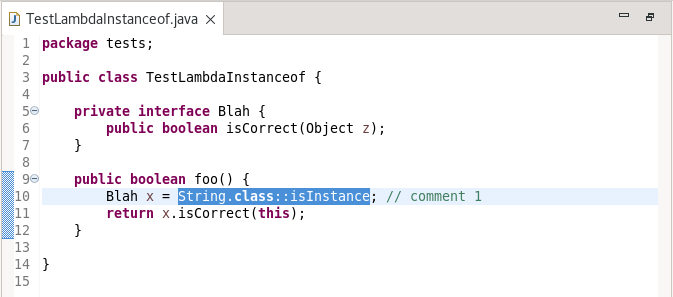 TestLambdaInstanceof.java
1 package tests;
2
3 public class TestLambdaInstanceof {
4
5 private interface Blah {
6 public boolean isCorrect(Object z);
7 }
8
9 public boolean foo() {
10 Blah x = String.class::isInstance; // comment 1
11 return x.isCorrect(this);
12 }
13
14 }
15